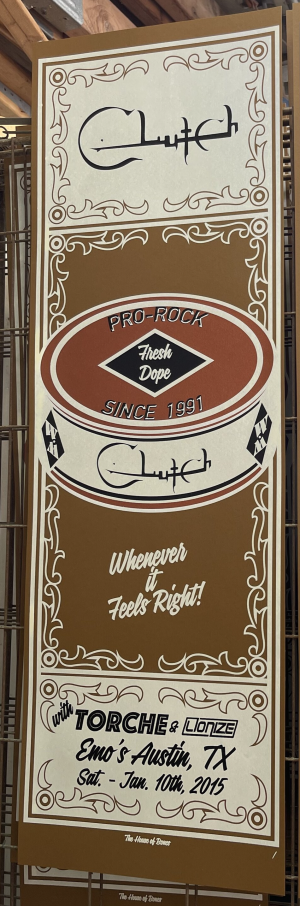 Clutch
PRO-ROCK
Fresh
Dope
SINCE 1991
Clutch
Whenever
it
Feels Right!
with TORCHE & LIONIZE
Emo's Austin, TX
Sat. - Jan. 10th, 2015
The House of Bones
The House of Bones